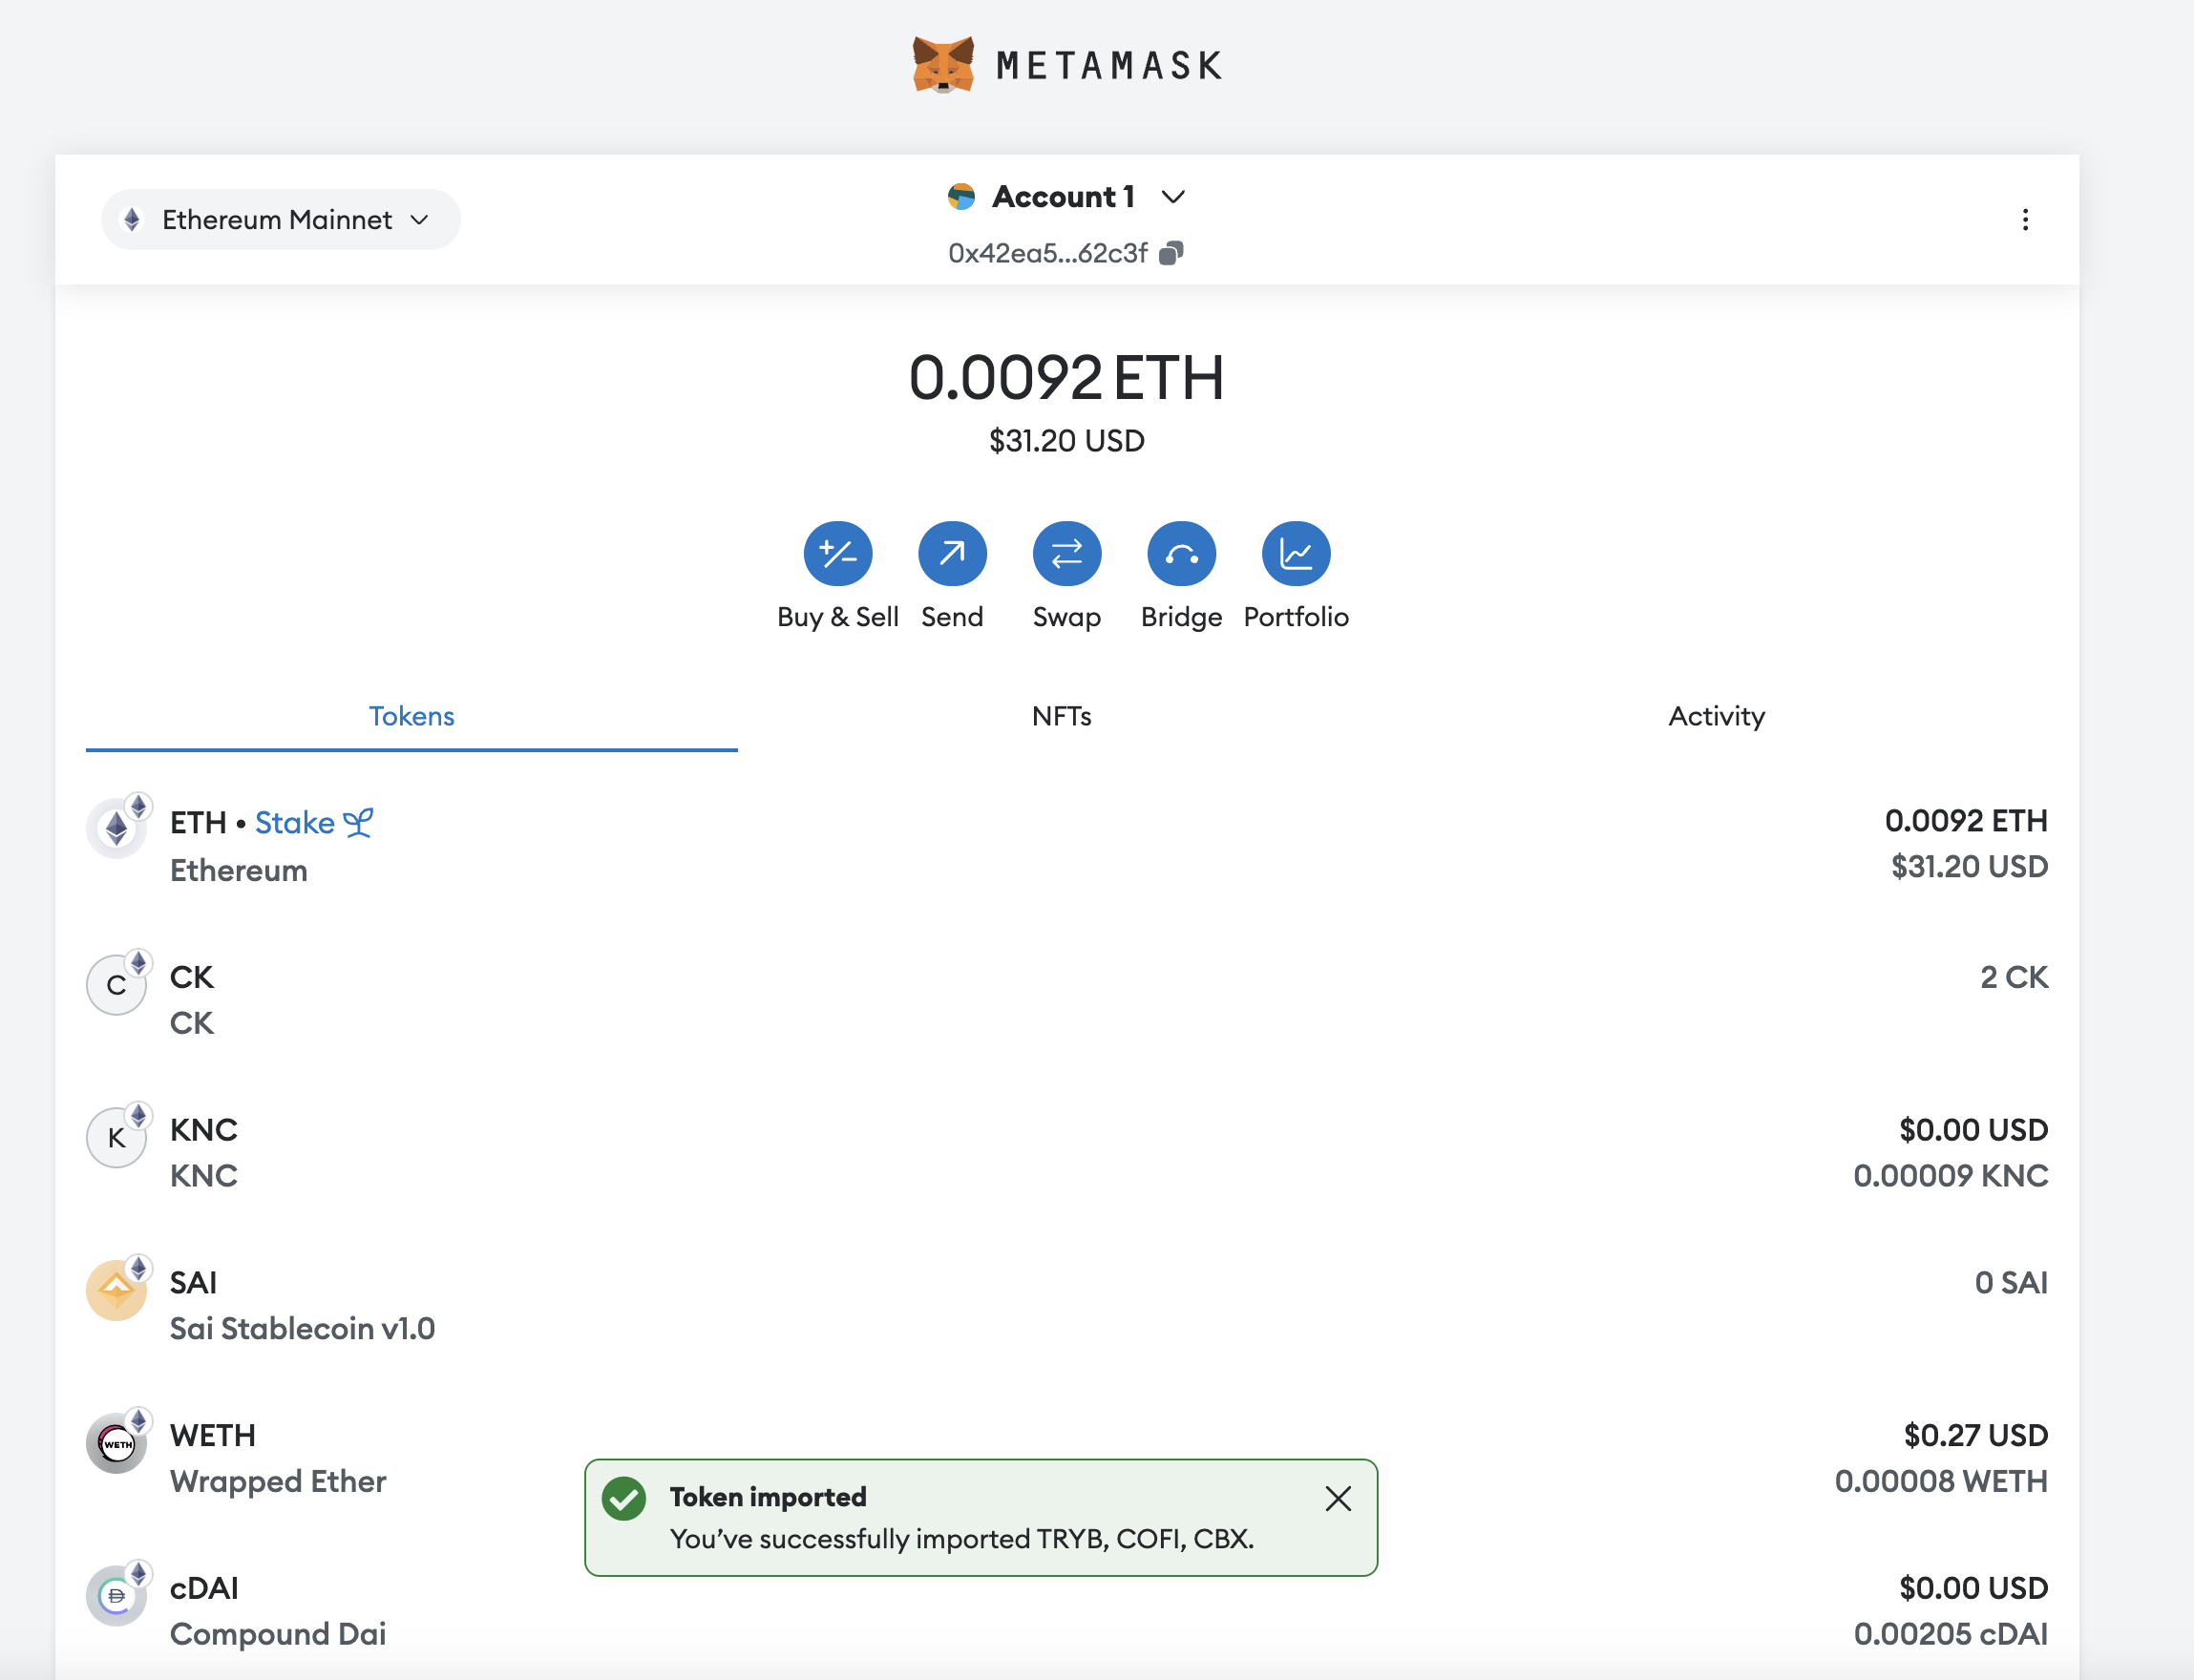 METAMASK
Ethereum Mainnet
Account 1
0x42ea5...62c3f
0.0092 ETH
$31.20 USD
Buy & Sell Send Swap Bridge Portfolio
Tokens NFTs Activity
ETH • Stake 0.0092 ETH
Ethereum $31.20 USD
C CK 2 CK
CK
K KNC $0.00 USD
KNC 0.00009 KNC
SAI 0 SAI
Sai Stablecoin v1.0
WETH WETH $0.27 USD
Wrapped Ether 0.00008 WETH
Token imported
You’ve successfully imported TRYB, COFI, CBX.
cDAI $0.00 USD
Compound Dai 0.00205 cDAI